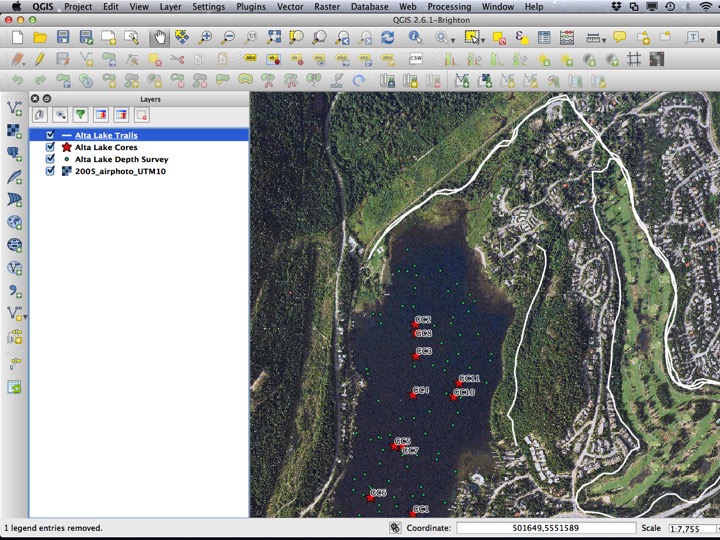 QGIS Project Edit View Layer Settings Plugins Vector Raster Database Web Processing Window Help
QGIS 2.6.1-Brighton
CSW
Layers
Alta Lake Trails
Alta Lake Cores
Alta Lake Depth Survey
2005_airphoto_UTM10
GC2
GC8
GC3
GC11
GC4
GC10
GC5
GC7
GC6
GC1
1 legend entries removed.
Coordinate: 501649,5551589 Scale 1:7,755